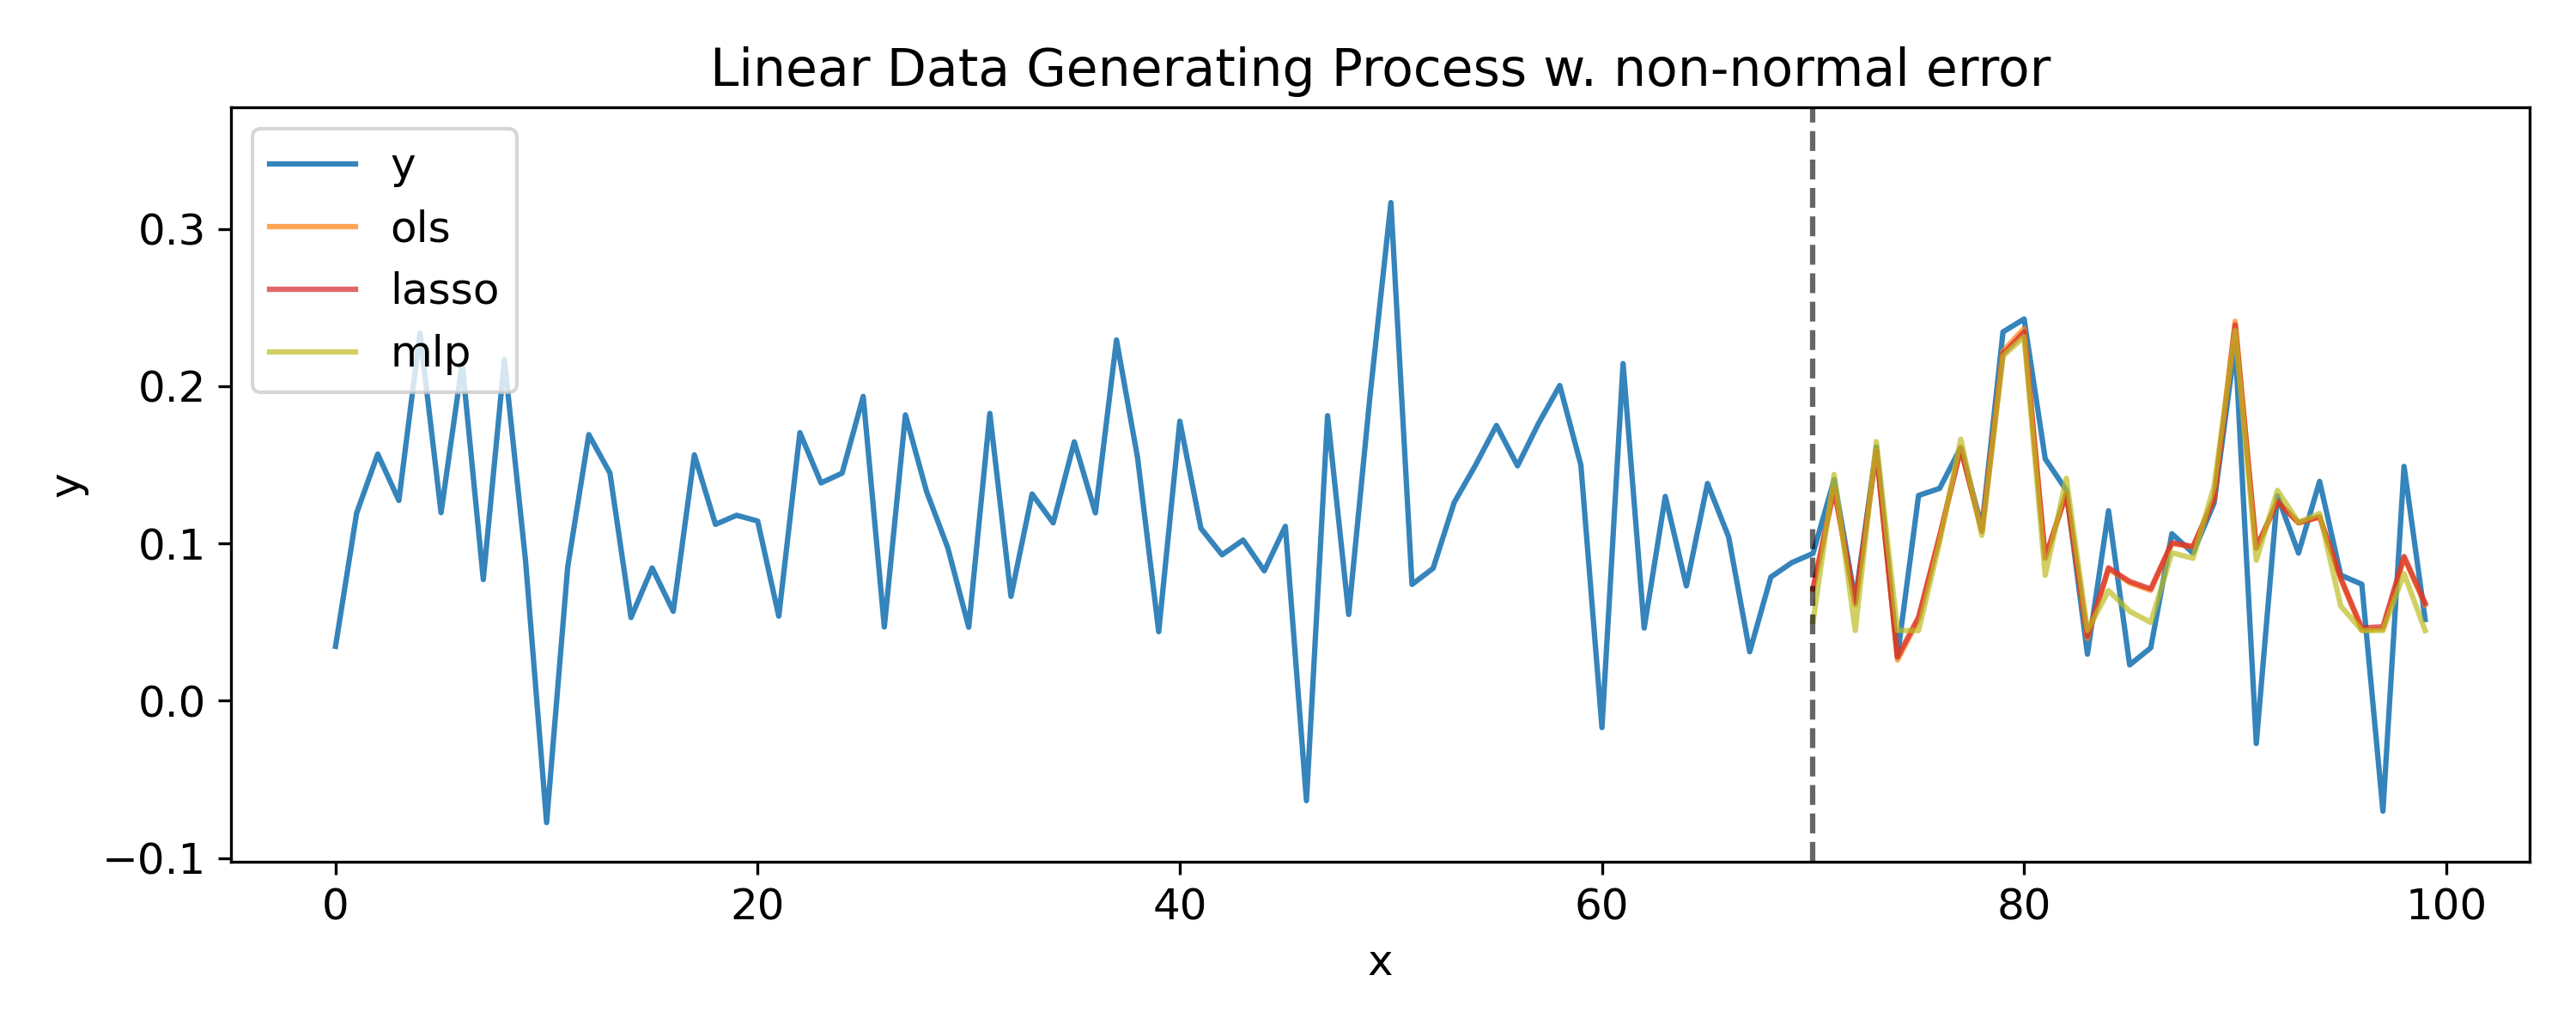 Linear Data Generating Process w. non-normal error
y
ols
lasso
mlp
0.3
0.2
0.1
0.0
−0.1
y
0 20 40 60 80 100
x